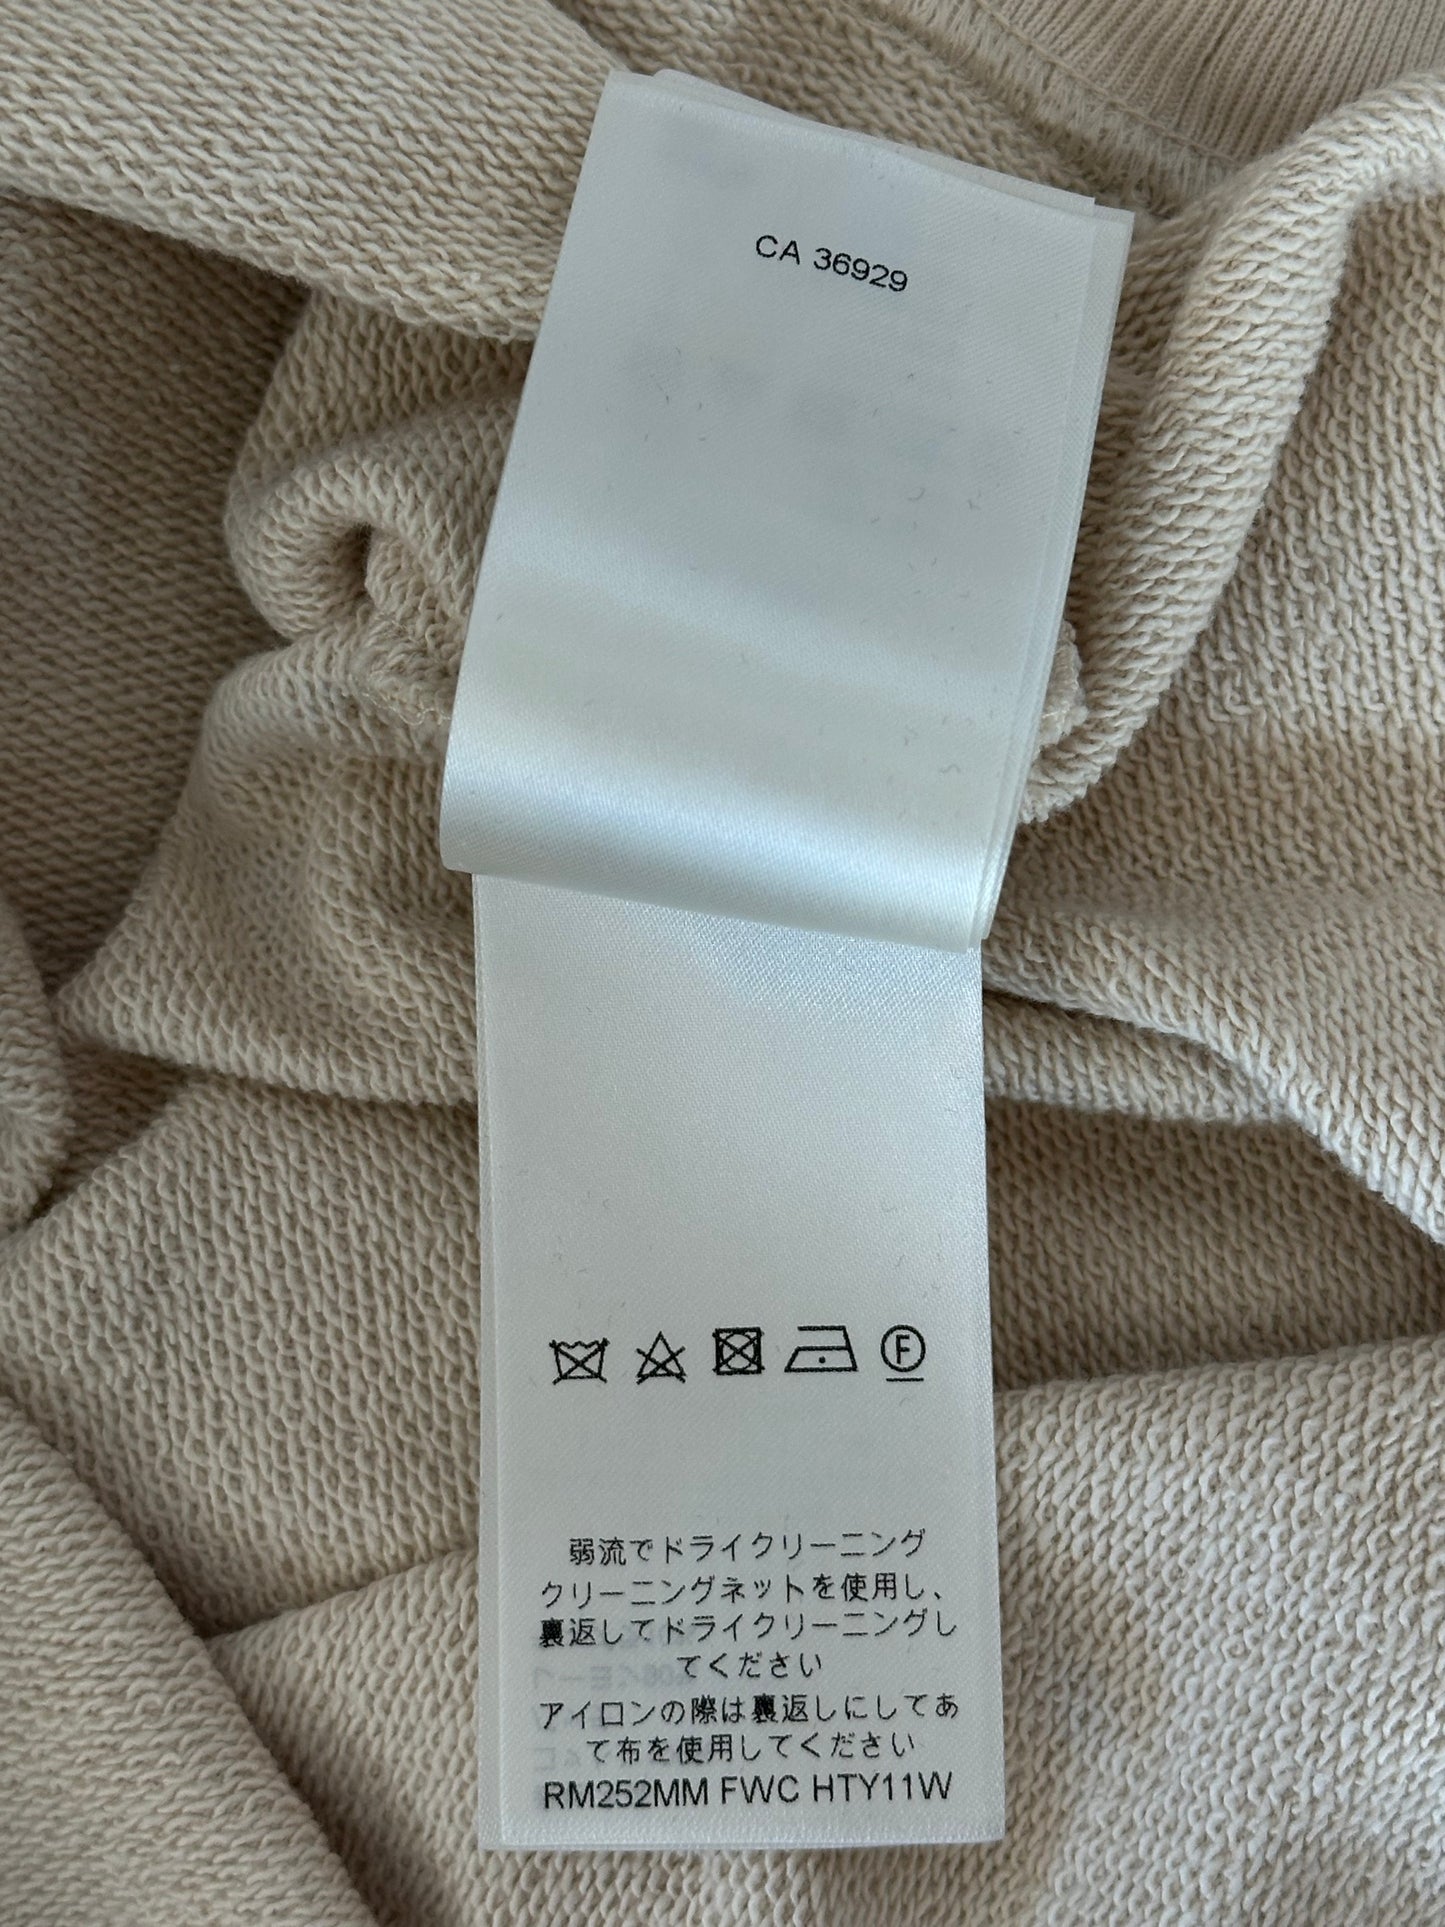 CA 36929
F
弱流でドライクリーニング
クリーニングネットを使用し、
裏返してドライクリーニングし
てください
アイロンの際は裏返しにしてあ
て布を使用してください
RM252MM FWC HTY11W